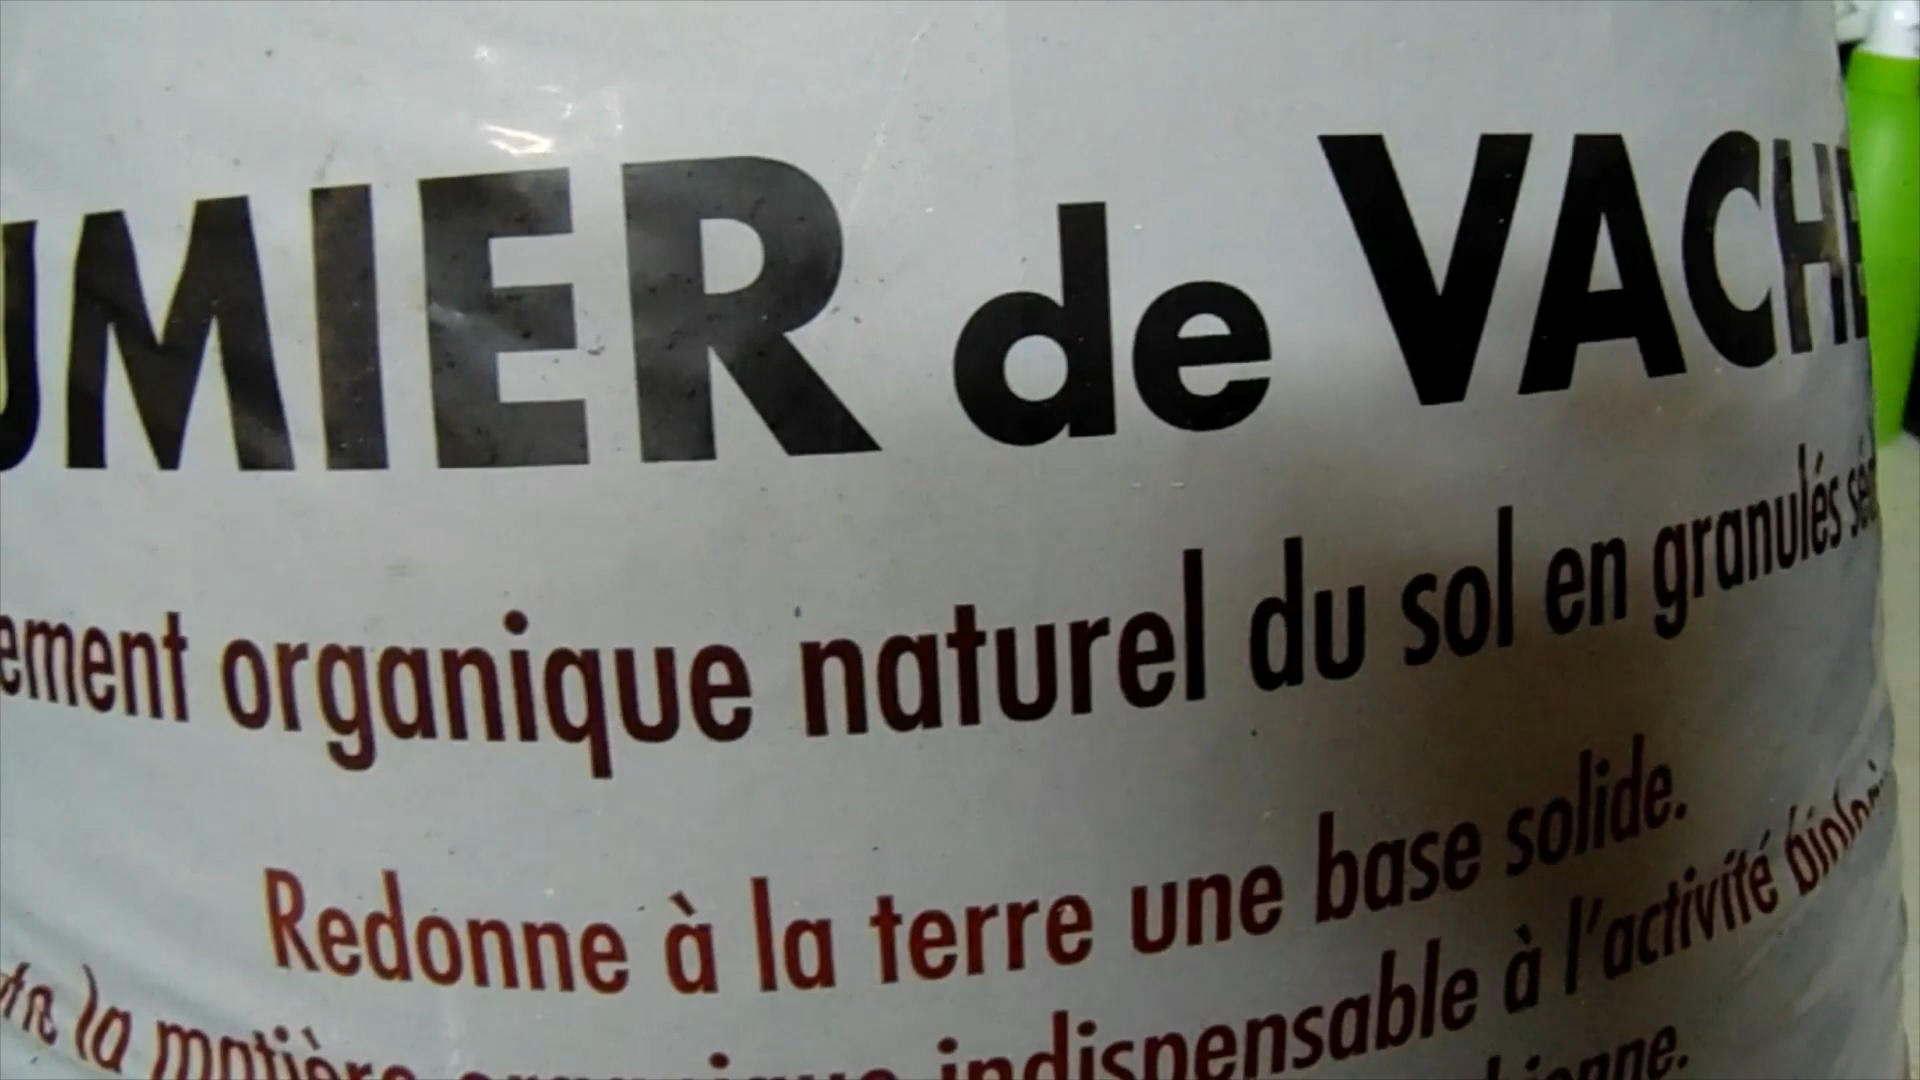 UMIER de VACHE
ement organique naturel du sol en granulés
Redonne à la terre une base solide.
la matière organique indispensable à l'activité